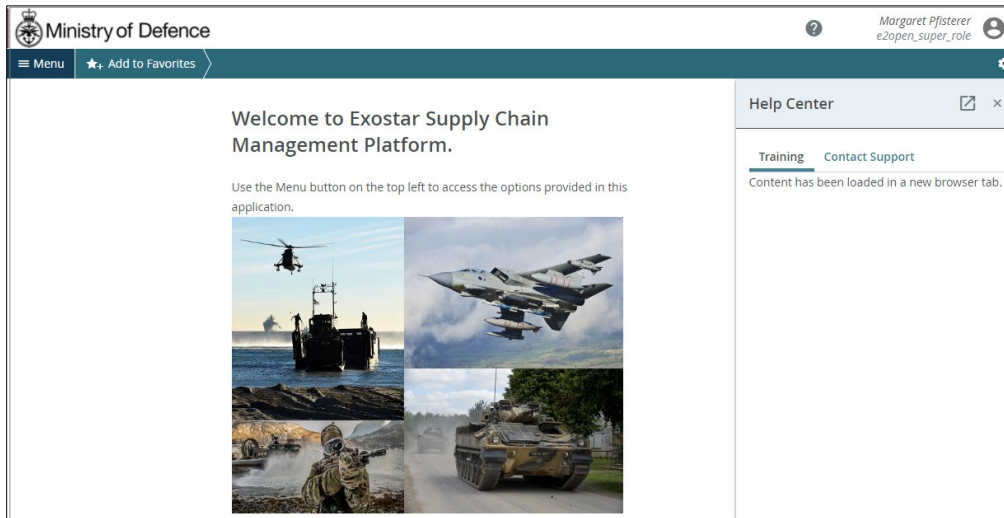 Ministry of Defence
Margaret Pfisterer
e2open_super_role
Menu
Add to Favorites
Welcome to Exostar Supply Chain
Management Platform.
Use the Menu button on the top left to access the options provided in this
application.
Help Center
Training Contact Support
Content has been loaded in a new browser tab.